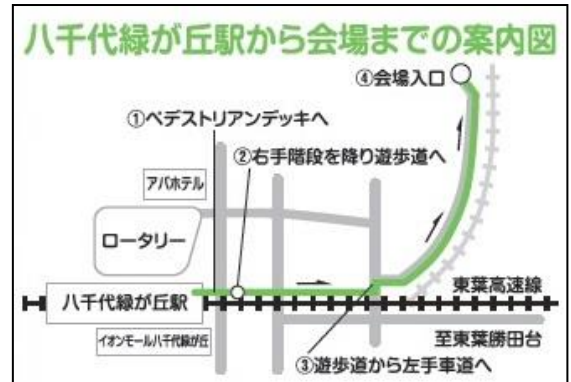 八千代緑が丘駅から会場までの案内図
④会場入口
①ペデストリアンデッキへ
②右手階段を降り遊歩道へ
アパホテル
ロータリー
東葉高速線
八千代緑が丘駅
イオンモール八千代緑が丘
至東葉勝田台
③遊歩道から左手車道へ